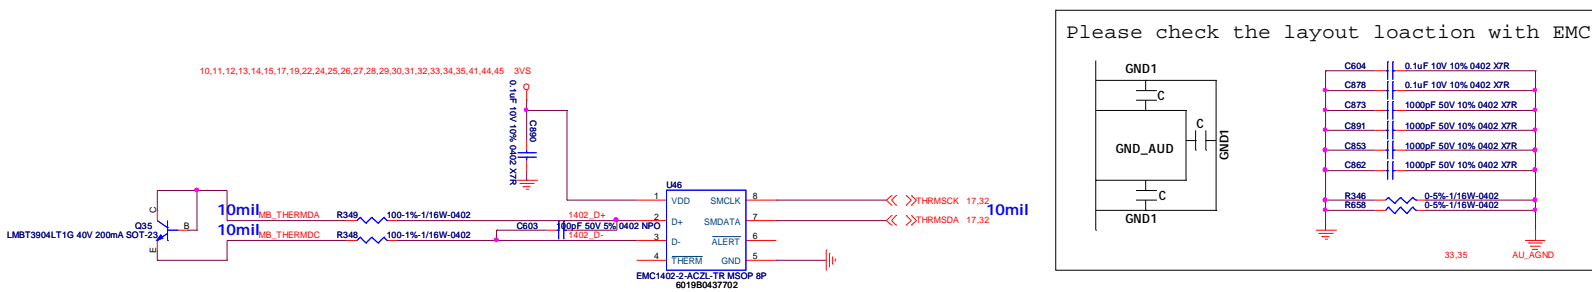 Please check the layout loaction with EMC
10,11,12,13,14,15,17,19,22,24,25,26,27,28,29,30,31,32,33,34,35,41,44,45 3VS
0.1uF 10V 10% 0402 X7R
C890
C
B
E
Q35
LMBT3904LT1G 40V 200mA SOT-23
10mil
MB_THERMDA
R349
100-1%-1/16W-0402
10mil
MB_THERMDC
R348
100-1%-1/16W-0402
1402_D+
C603
100pF 50V 5% 0402 NPO
1402_D-
U46
1 VDD SMCLK 8
2 D+ SMDATA 7
3 D- ALERT 6
4 THERM GND 5
EMC1402-2-ACZL-TR MSOP 8P
6019B0437702
THRMSCK 17,32
THRMSDA 17,32
10mil
GND1
C
C
GND_AUD
GND1
C
GND1
C604 0.1uF 10V 10% 0402 X7R
C878 0.1uF 10V 10% 0402 X7R
C873 1000pF 50V 10% 0402 X7R
C891 1000pF 50V 10% 0402 X7R
C853 1000pF 50V 10% 0402 X7R
C862 1000pF 50V 10% 0402 X7R
R346 0-5%-1/16W-0402
R658 0-5%-1/16W-0402
33,35 AU_AGND